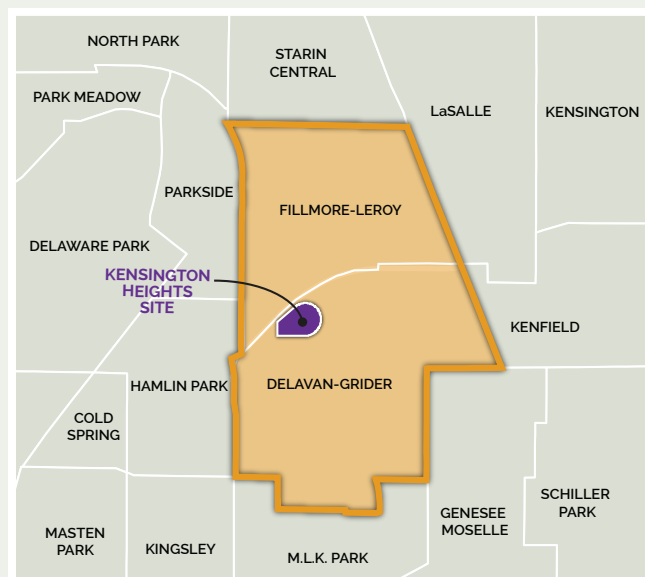 NORTH PARK
STARIN
CENTRAL
PARK MEADOW
LaSALLE
KENSINGTON
PARKSIDE
FILLMORE-LEROY
DELAWARE PARK
KENSINGTON
HEIGHTS
SITE
KENFIELD
HAMLIN PARK
DELAVAN-GRIDER
COLD
SPRING
SCHILLER
PARK
GENESEE
MOSELLE
MASTEN
PARK
KINGSLEY
M.L.K. PARK